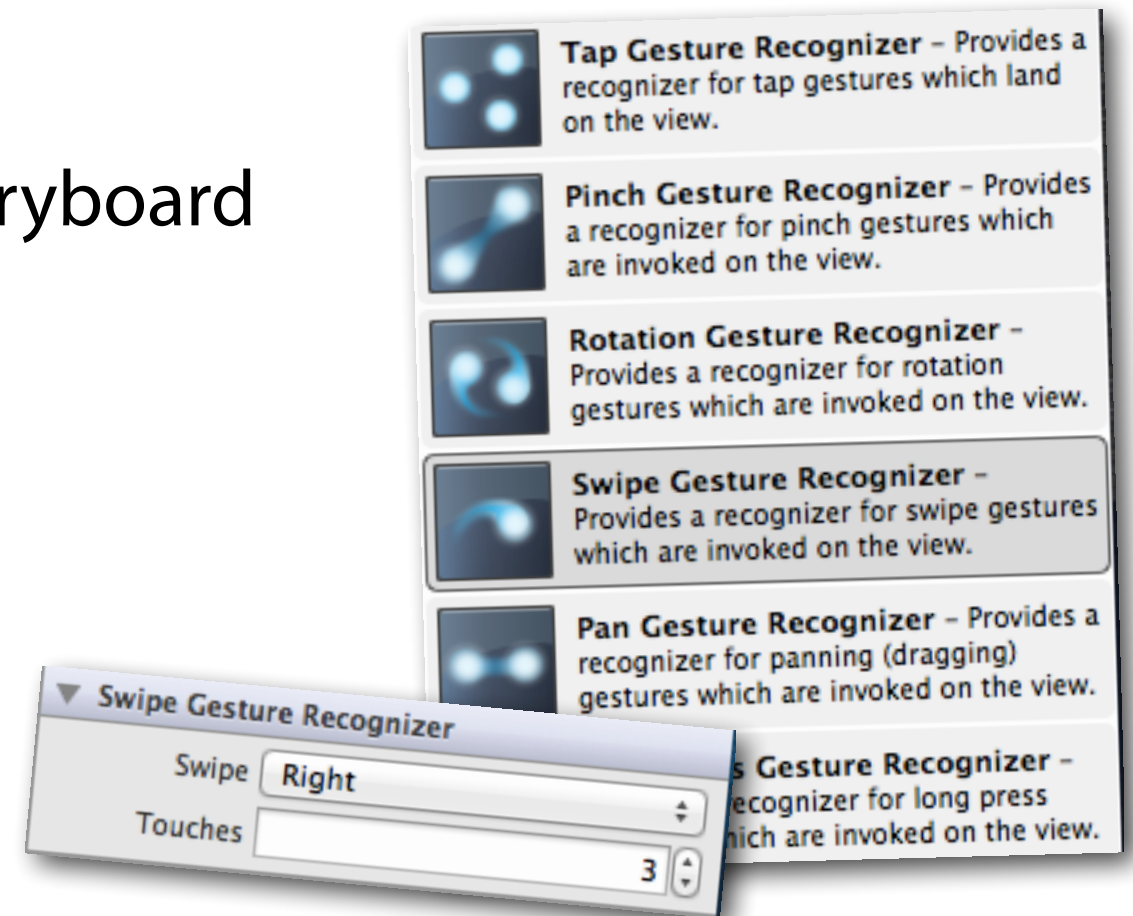 ryboard
Tap Gesture Recognizer – Provides a
recognizer for tap gestures which land
on the view.
Pinch Gesture Recognizer – Provides
a recognizer for pinch gestures which
are invoked on the view.
Rotation Gesture Recognizer –
Provides a recognizer for rotation
gestures which are invoked on the view.
Swipe Gesture Recognizer –
Provides a recognizer for swipe gestures
which are invoked on the view.
Pan Gesture Recognizer – Provides a
recognizer for panning (dragging)
gestures which are invoked on the view.
s Gesture Recognizer –
ecognizer for long press
hich are invoked on the view.
Swipe Gesture Recognizer
Swipe Right
Touches 3